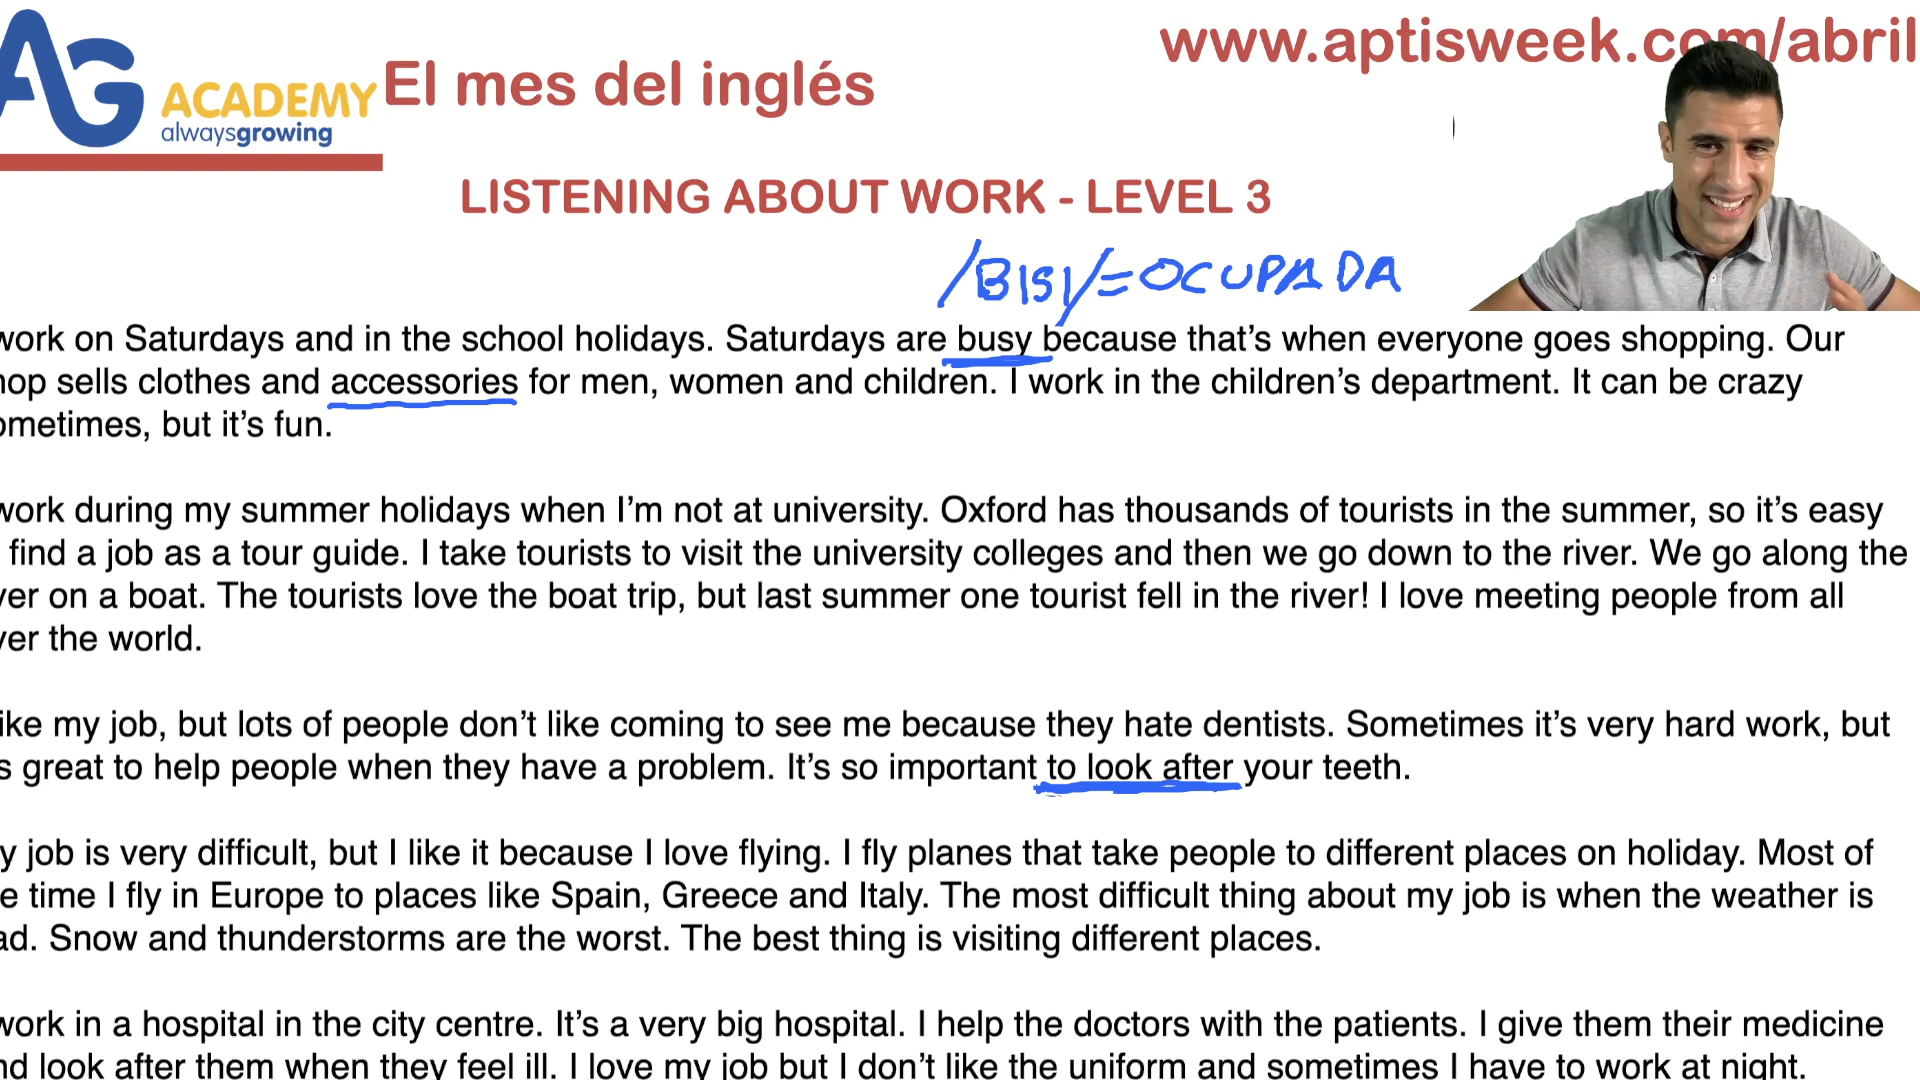 www.aptisweek.com/abril
AG
ACADEMY
alwaysgrowing
El mes del inglés
LISTENING ABOUT WORK - LEVEL 3
/BISI/=OCUPADA
work on Saturdays and in the school holidays. Saturdays are busy because that’s when everyone goes shopping. Our
hop sells clothes and accessories for men, women and children. I work in the children’s department. It can be crazy
ometimes, but it’s fun.
work during my summer holidays when I’m not at university. Oxford has thousands of tourists in the summer, so it’s easy
find a job as a tour guide. I take tourists to visit the university colleges and then we go down to the river. We go along the
ver on a boat. The tourists love the boat trip, but last summer one tourist fell in the river! I love meeting people from all
ver the world.
ike my job, but lots of people don’t like coming to see me because they hate dentists. Sometimes it’s very hard work, but
s great to help people when they have a problem. It’s so important to look after your teeth.
y job is very difficult, but I like it because I love flying. I fly planes that take people to different places on holiday. Most of
e time I fly in Europe to places like Spain, Greece and Italy. The most difficult thing about my job is when the weather is
ad. Snow and thunderstorms are the worst. The best thing is visiting different places.
work in a hospital in the city centre. It’s a very big hospital. I help the doctors with the patients. I give them their medicine
nd look after them when they feel ill. I love my job but I don’t like the uniform and sometimes I have to work at night.